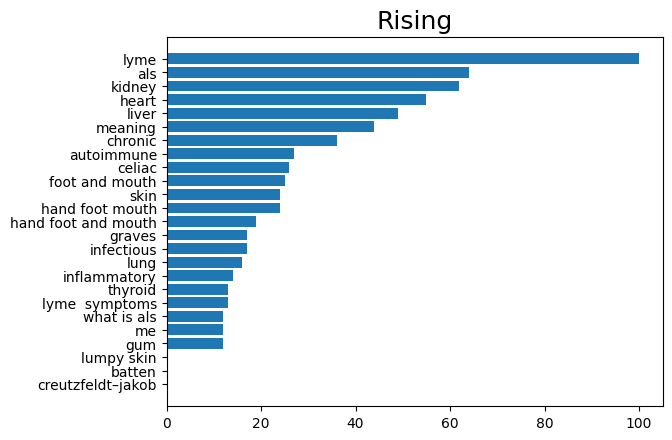 Rising
lyme
als
kidney
heart
liver
meaning
chronic
autoimmune
celiac
foot and mouth
skin
hand foot mouth
hand foot and mouth
graves
infectious
lung
inflammatory
thyroid
lyme  symptoms
what is als
me
gum
lumpy skin
batten
creutzfeldt–jakob
0 20 40 60 80 100